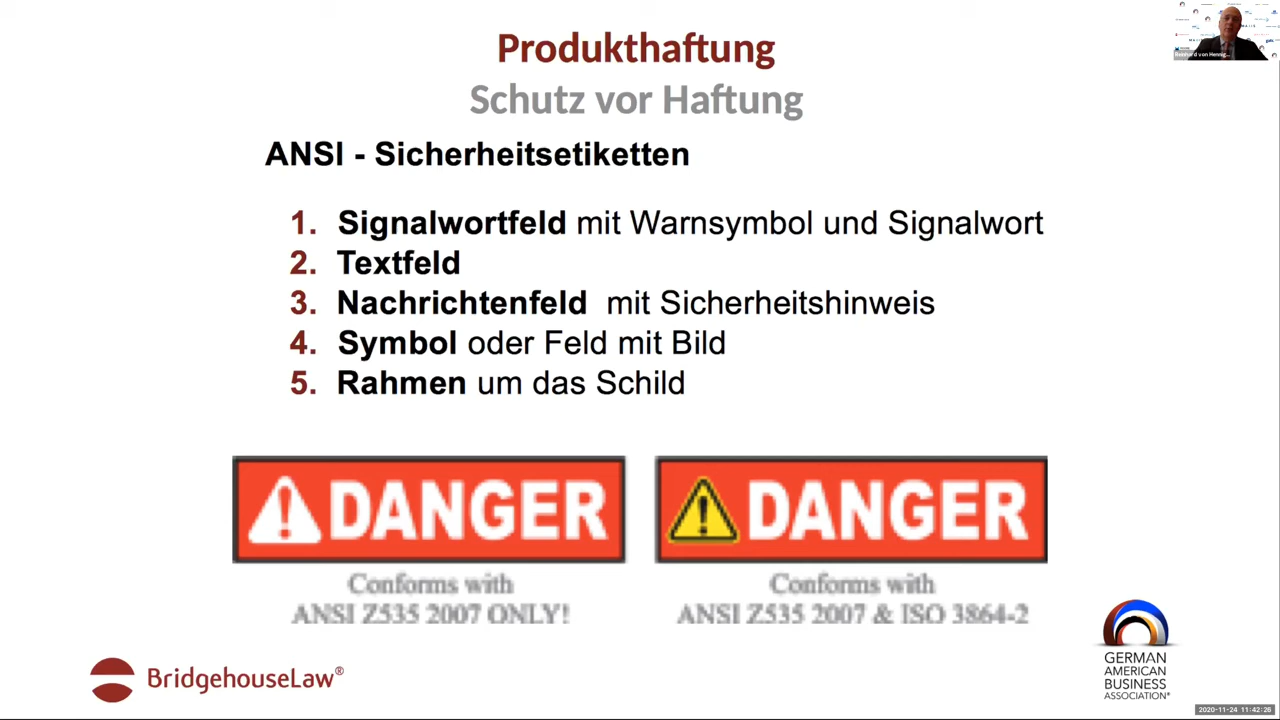 Produkthaftung
Schutz vor Haftung
ANSI - Sicherheitsetiketten
1. Signalwortfeld mit Warnsymbol und Signalwort
2. Textfeld
3. Nachrichtenfeld mit Sicherheitshinweis
4. Symbol oder Feld mit Bild
5. Rahmen um das Schild
DANGER
Conforms with
ANSI Z535 2007 ONLY!
DANGER
Conforms with
ANSI Z535 2007 & ISO 3864-2
BridgehouseLaw®
GERMAN
AMERICAN
BUSINESS
ASSOCIATION®
2020-11-24 11:42:26